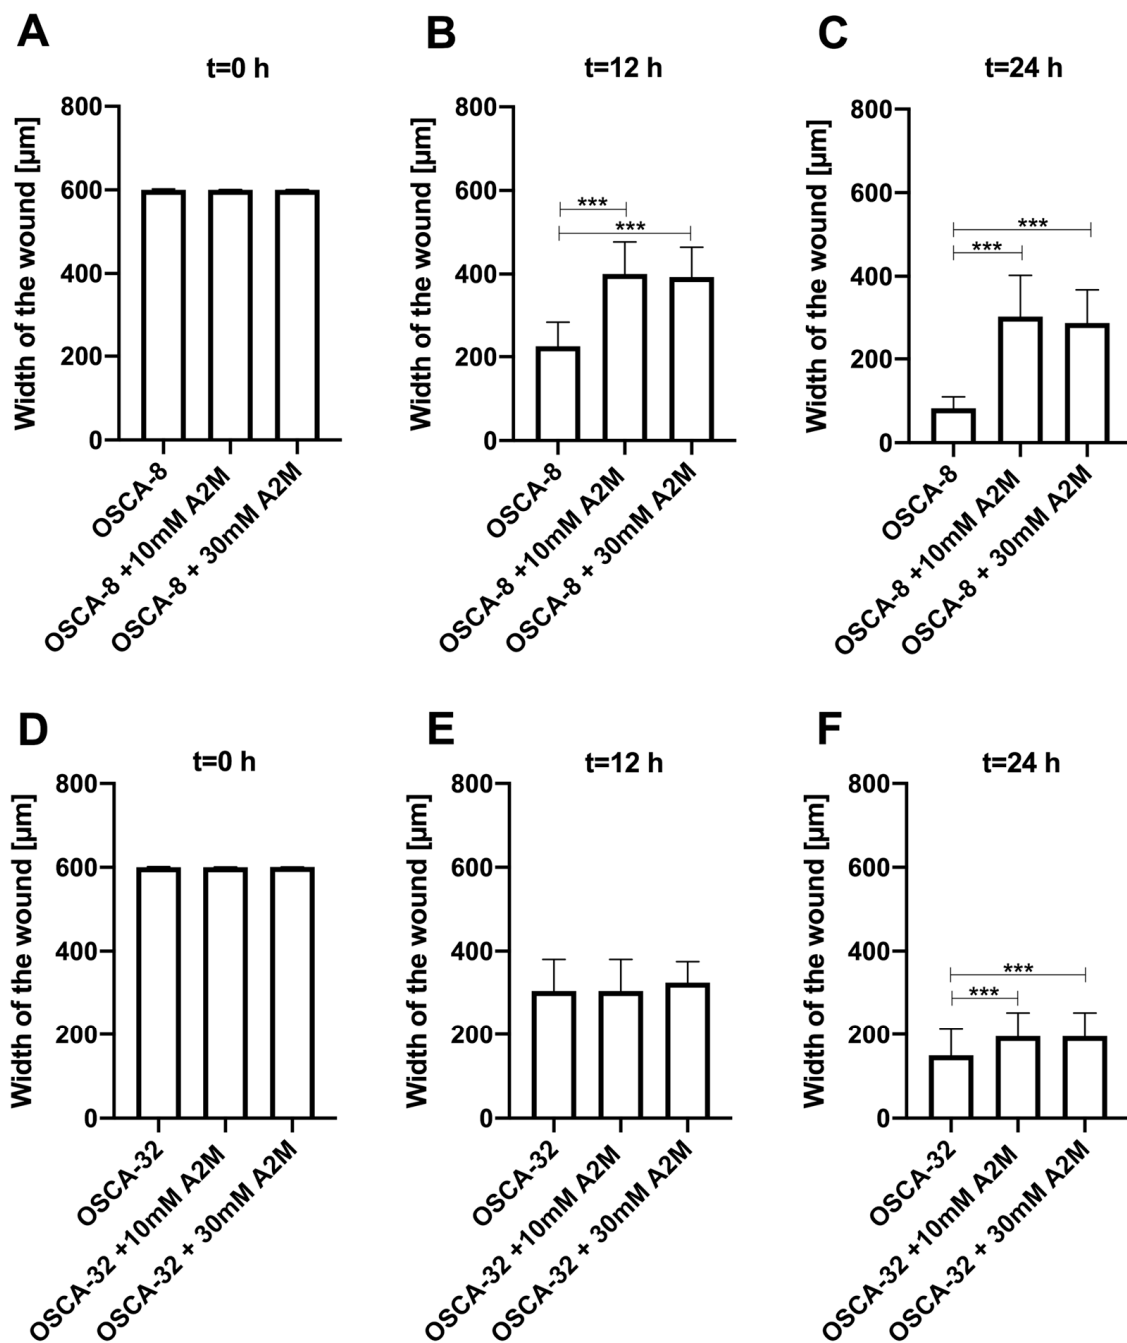 A
t=0 h
Width of the wound [µm]
800
600
400
200
0
OSCA-8
OSCA-8 +10mM A2M
OSCA-8 + 30mM A2M
B
t=12 h
Width of the wound [µm]
800
600
400
200
0
***
***
OSCA-8
OSCA-8 +10mM A2M
OSCA-8 + 30mM A2M
C
t=24 h
Width of the wound [µm]
800
600
400
200
0
***
***
OSCA-8
OSCA-8 +10mM A2M
OSCA-8 + 30mM A2M
D
t=0 h
Width of the wound [µm]
800
600
400
200
0
OSCA-32
OSCA-32 +10mM A2M
OSCA-32 + 30mM A2M
E
t=12 h
Width of the wound [µm]
800
600
400
200
0
OSCA-32
OSCA-32 +10mM A2M
OSCA-32 + 30mM A2M
F
t=24 h
Width of the wound [µm]
800
600
400
200
0
***
***
OSCA-32
OSCA-32 +10mM A2M
OSCA-32 + 30mM A2M